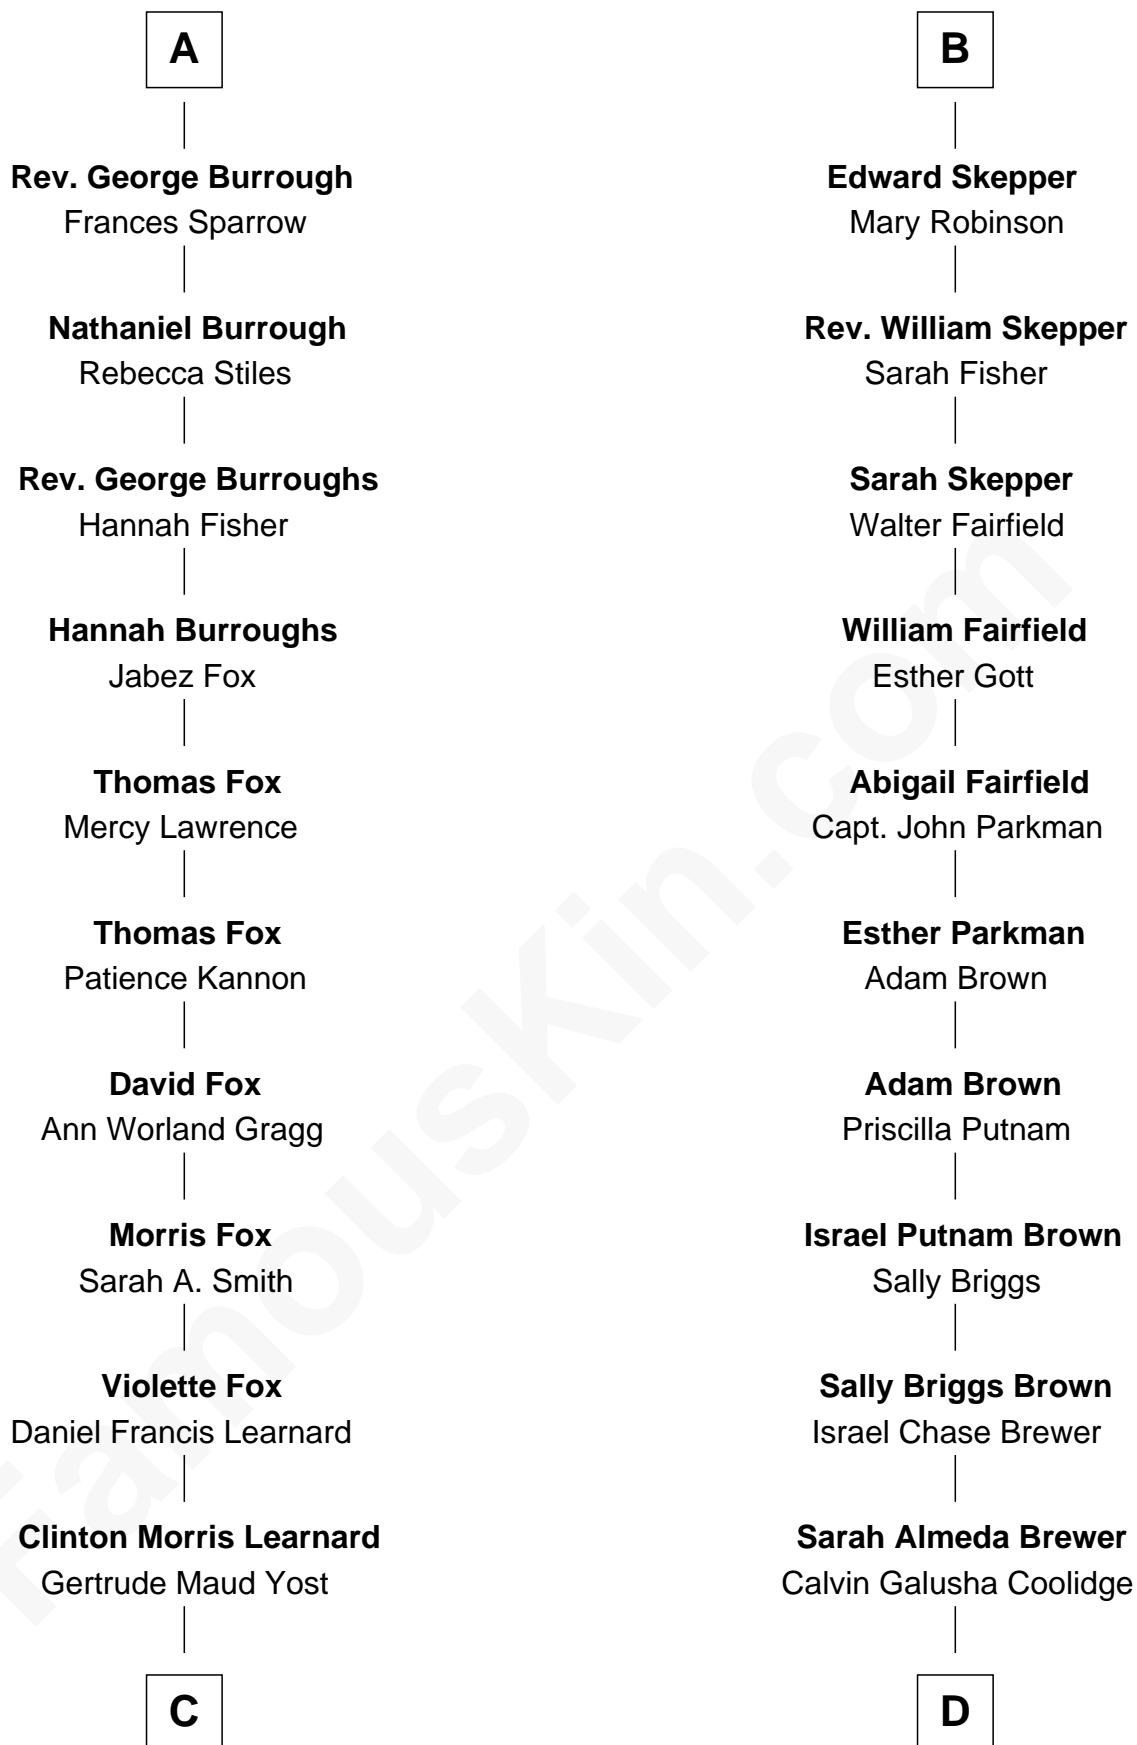 A
Rev. George Burrough
Frances Sparrow
Nathaniel Burrough
Rebecca Stiles
Rev. George Burroughs
Hannah Fisher
Hannah Burroughs
Jabez Fox
Thomas Fox
Mercy Lawrence
Thomas Fox
Patience Kannon
David Fox
Ann Worland Gragg
Morris Fox
Sarah A. Smith
Violette Fox
Daniel Francis Learnard
Clinton Morris Learnard
Gertrude Maud Yost
C
B
Edward Skepper
Mary Robinson
Rev. William Skepper
Sarah Fisher
Sarah Skepper
Walter Fairfield
William Fairfield
Esther Gott
Abigail Fairfield
Capt. John Parkman
Esther Parkman
Adam Brown
Adam Brown
Priscilla Putnam
Israel Putnam Brown
Sally Briggs
Sally Briggs Brown
Israel Chase Brewer
Sarah Almeda Brewer
Calvin Galusha Coolidge
D
FamousKin.com